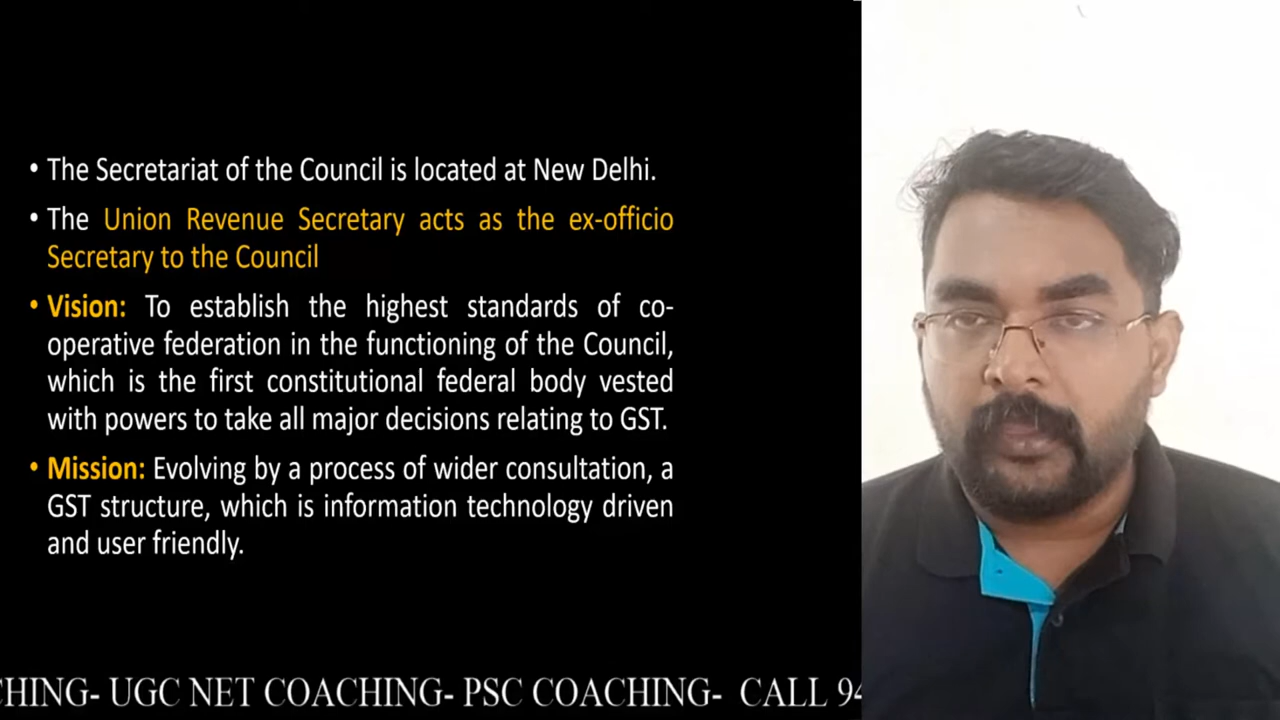 • The Secretariat of the Council is located at New Delhi.
• The Union Revenue Secretary acts as the ex-officio
Secretary to the Council
• Vision: To establish the highest standards of co-
operative federation in the functioning of the Council,
which is the first constitutional federal body vested
with powers to take all major decisions relating to GST.
• Mission: Evolving by a process of wider consultation, a
GST structure, which is information technology driven
and user friendly.
CHING- UGC NET COACHING- PSC COACHING- CALL 94